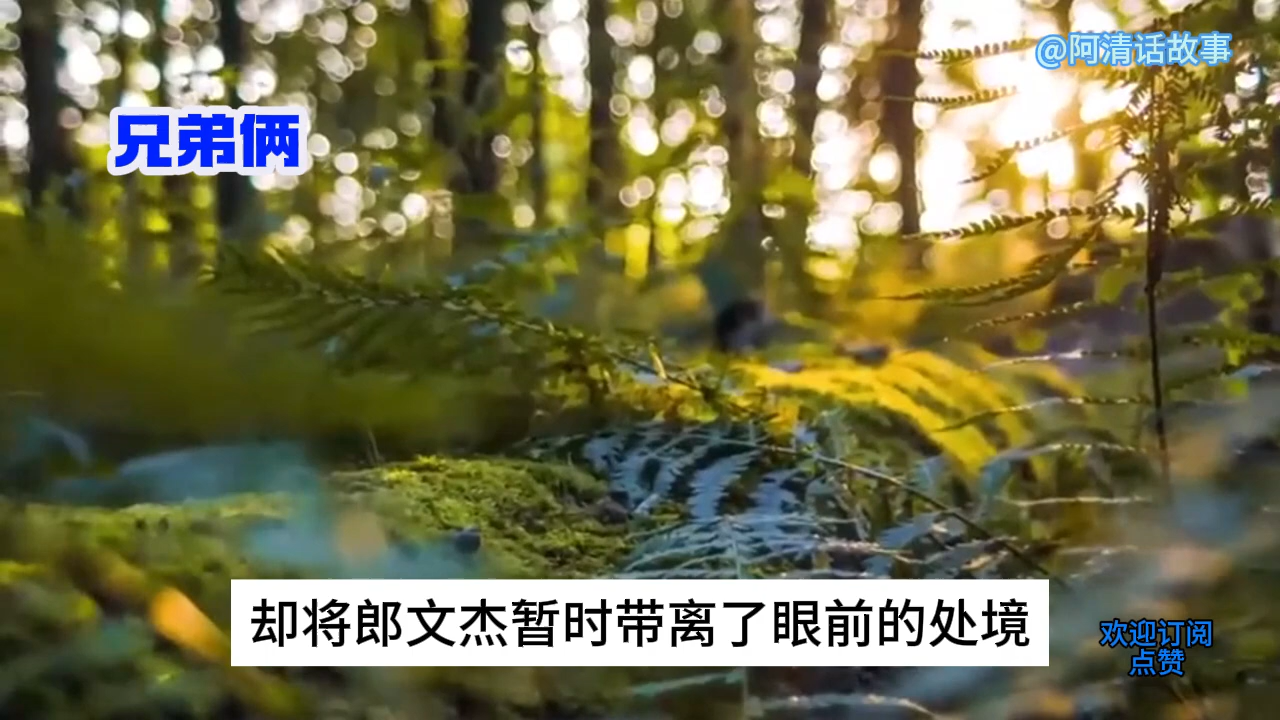 @阿清话故事
兄弟俩
却将郎文杰暂时带离了眼前的处境
欢迎订阅
点赞